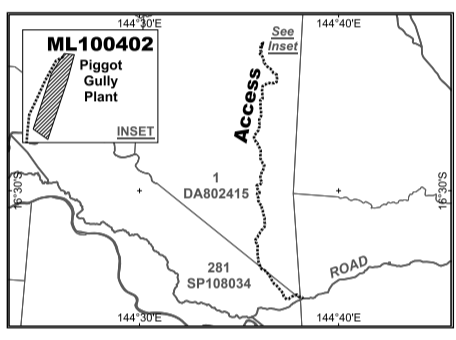 144°30'E
144°40'E
ML100402
Piggot
Gully
Plant
INSET
See
Inset
Access
1
DA802415
16°30'S
16°30'S
281
SP108034
ROAD
144°30'E
144°40'E